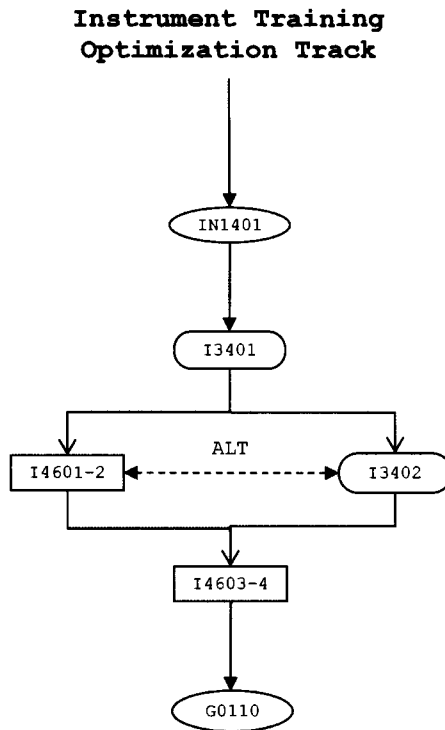 Instrument Training
Optimization Track
IN1401
I3401
ALT
I4601-2
I3402
I4603-4
G0110